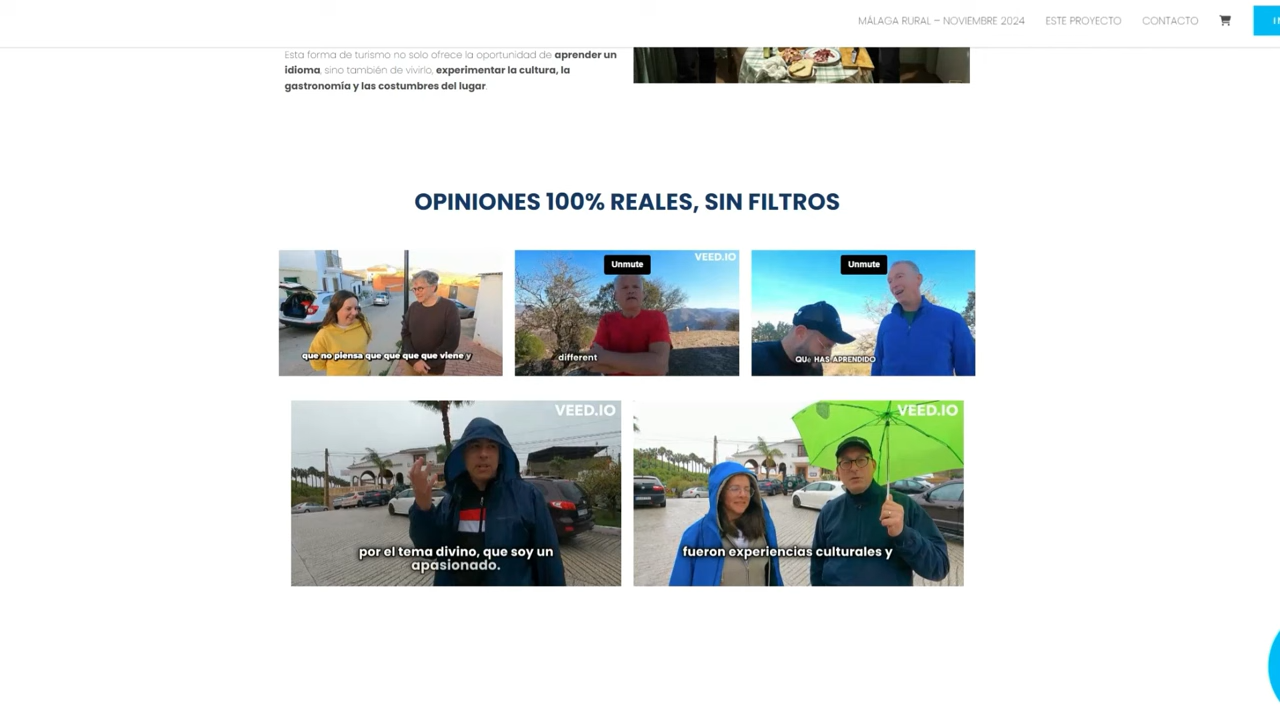 MÁLAGA RURAL – NOVIEMBRE 2024 ESTE PROYECTO CONTACTO
Esta forma de turismo no solo ofrece la oportunidad de aprender un
idioma, sino también de vivirlo, experimentar la cultura, la
gastronomía y las costumbres del lugar.
OPINIONES 100% REALES, SIN FILTROS
que no piensa que que que que viene y
Unmute
VEED.IO
different
Unmute
QUe HAS APRENDIDO
VEED.IO
por el tema divino, que soy un
apasionado.
VEED.IO
fueron experiencias culturales y